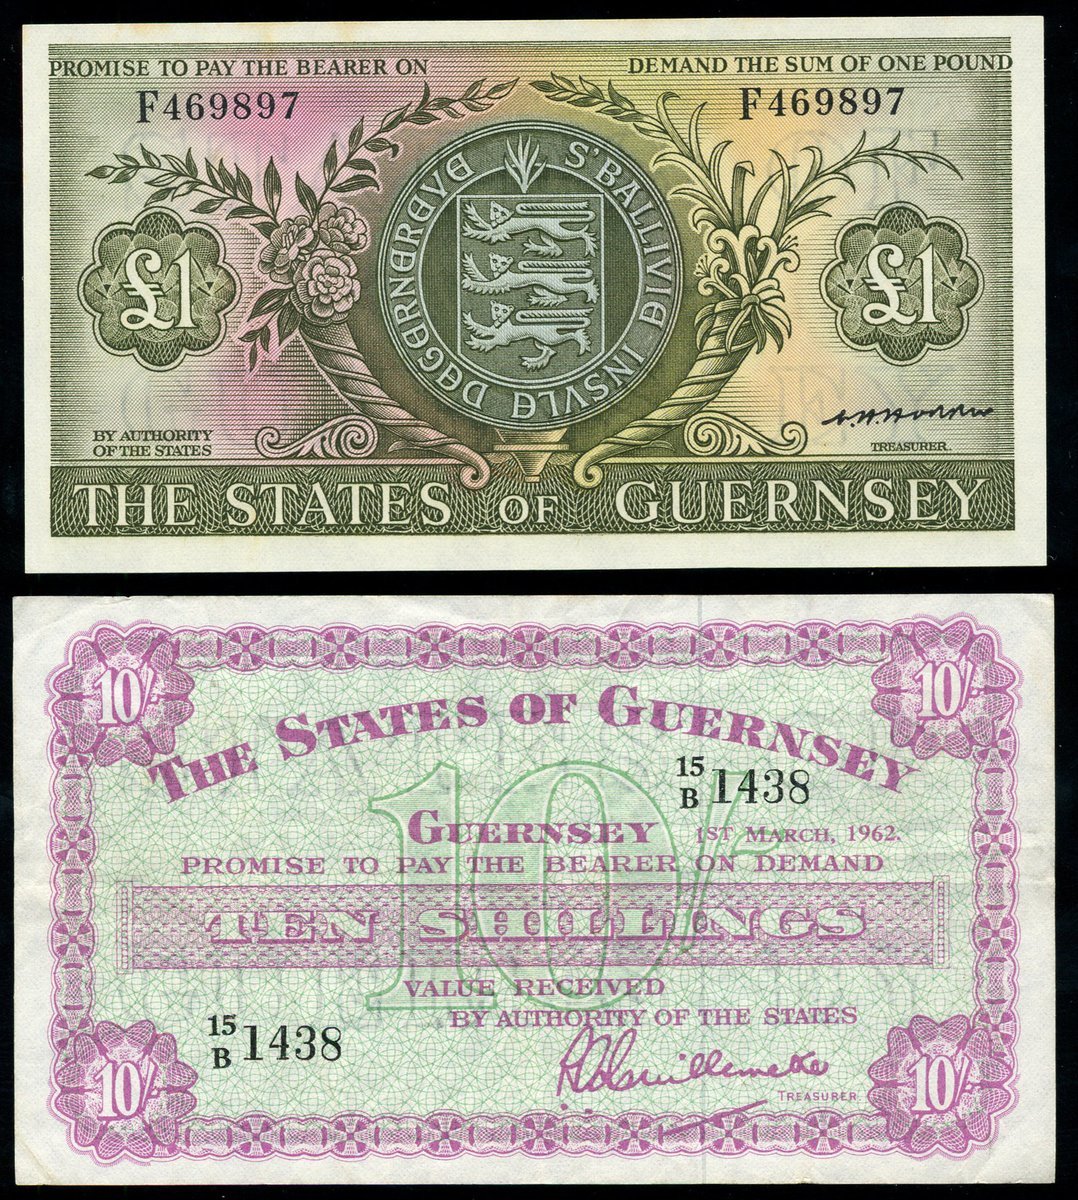 PROMISE TO PAY THE BEARER ON DEMAND THE SUM OF ONE POUND
F469897 F469897
S'BALLIVIE INSVLE DEGERNEREYE
£1 £1
BY AUTHORITY
OF THE STATES
TREASURER.
THE STATES OF GUERNSEY
10/- 10/-
THE STATES OF GUERNSEY
15/B 1438
GUERNSEY 1ST MARCH, 1962.
10/-
PROMISE TO PAY THE BEARER ON DEMAND
TEN SHILLINGS
VALUE RECEIVED
BY AUTHORITY OF THE STATES
15/B 1438
TREASURER
10/- 10/-